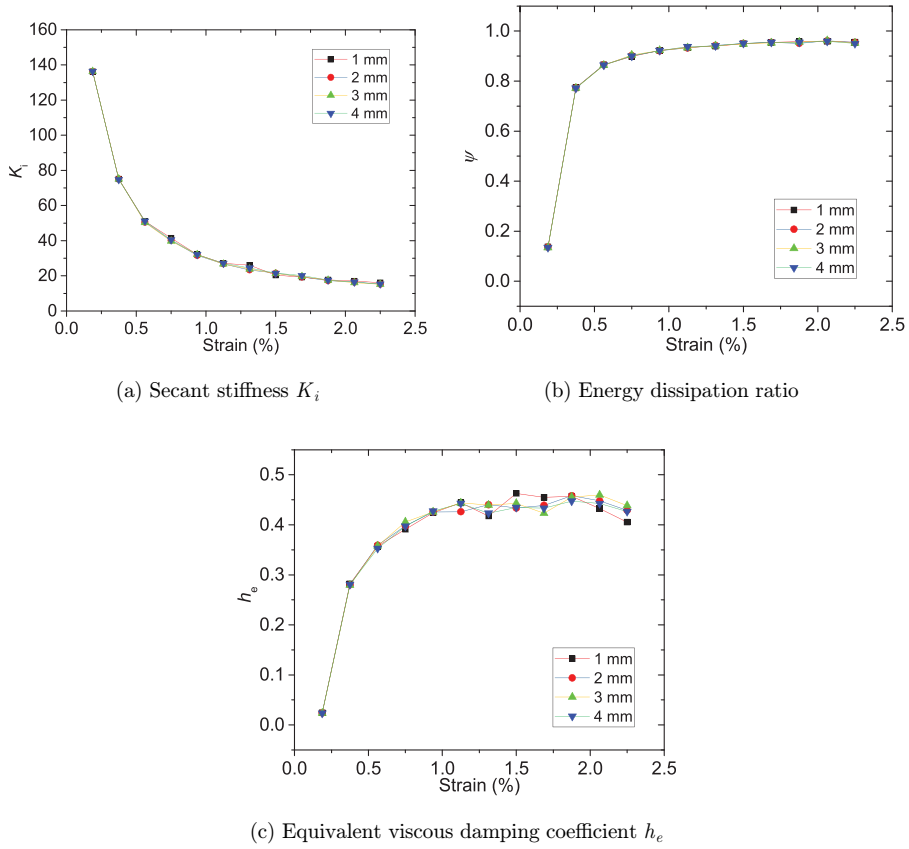 160
140
120
100
80
60
40
20
0
K_i
0.0 0.5 1.0 1.5 2.0 2.5
Strain (%)
1 mm
2 mm
3 mm
4 mm
(a) Secant stiffness K_i
1.0
0.8
0.6
0.4
0.2
0.0
ψ
0.0 0.5 1.0 1.5 2.0 2.5
Strain (%)
1 mm
2 mm
3 mm
4 mm
(b) Energy dissipation ratio
0.5
0.4
0.3
0.2
0.1
0.0
h_e
0.0 0.5 1.0 1.5 2.0 2.5
Strain (%)
1 mm
2 mm
3 mm
4 mm
(c) Equivalent viscous damping coefficient h_e